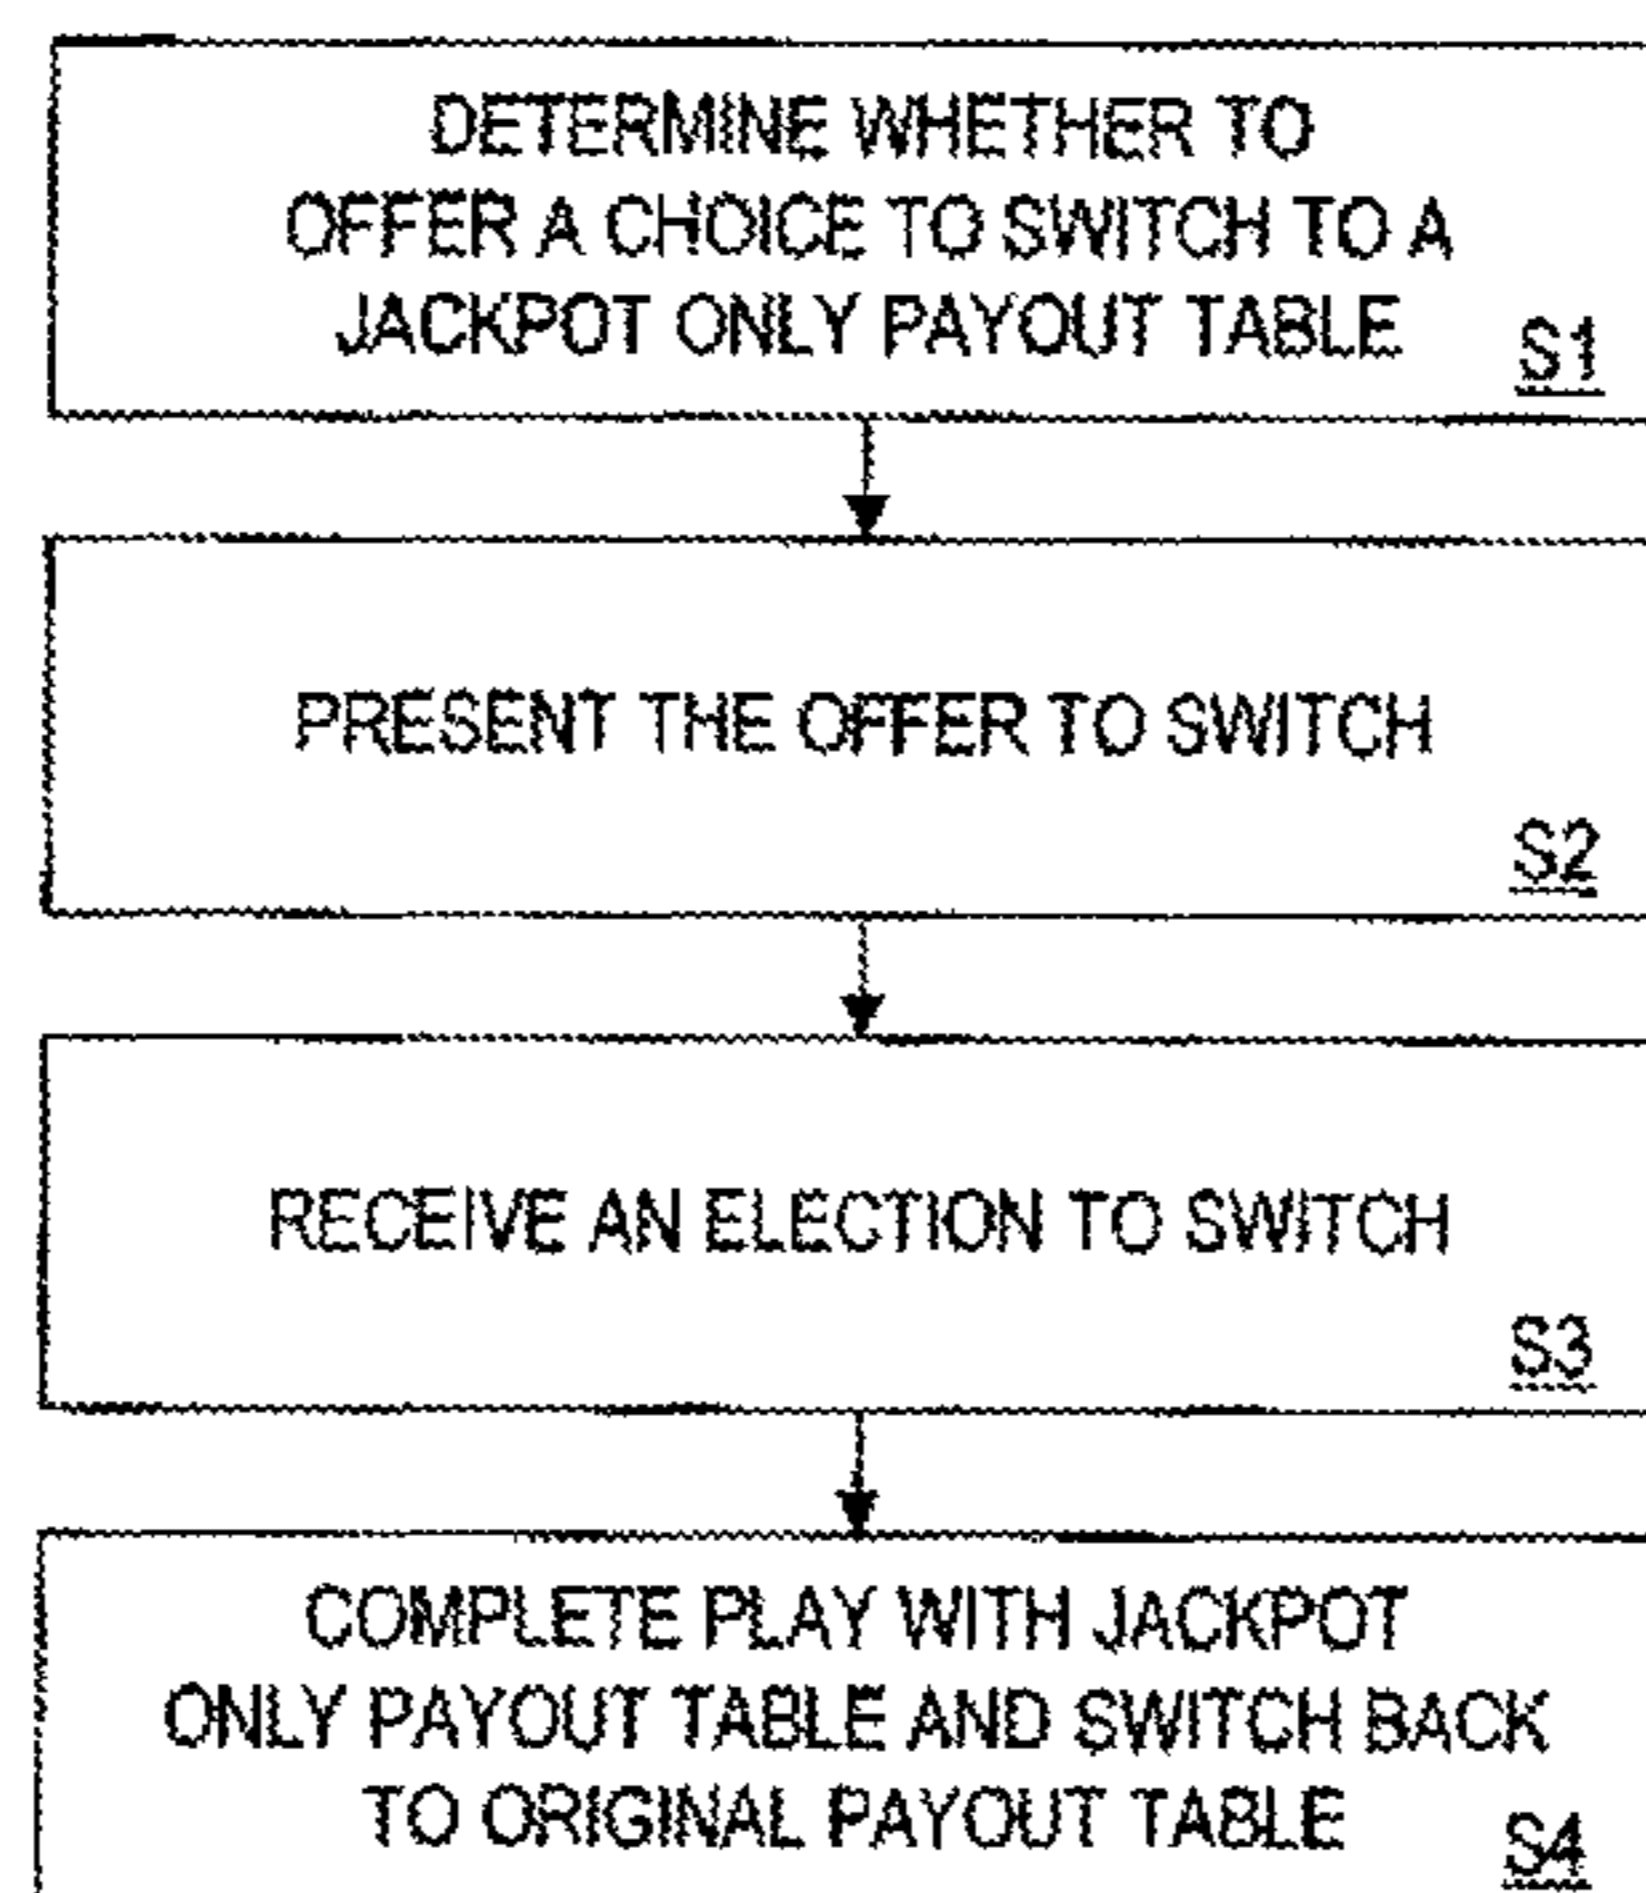 DETERMINE WHETHER TO
OFFER A CHOICE TO SWITCH TO A
JACKPOT ONLY PAYOUT TABLE
S1
PRESENT THE OFFER TO SWITCH
S2
RECEIVE AN ELECTION TO SWITCH
S3
COMPLETE PLAY WITH JACKPOT
ONLY PAYOUT TABLE AND SWITCH BACK
TO ORIGINAL PAYOUT TABLE
S4